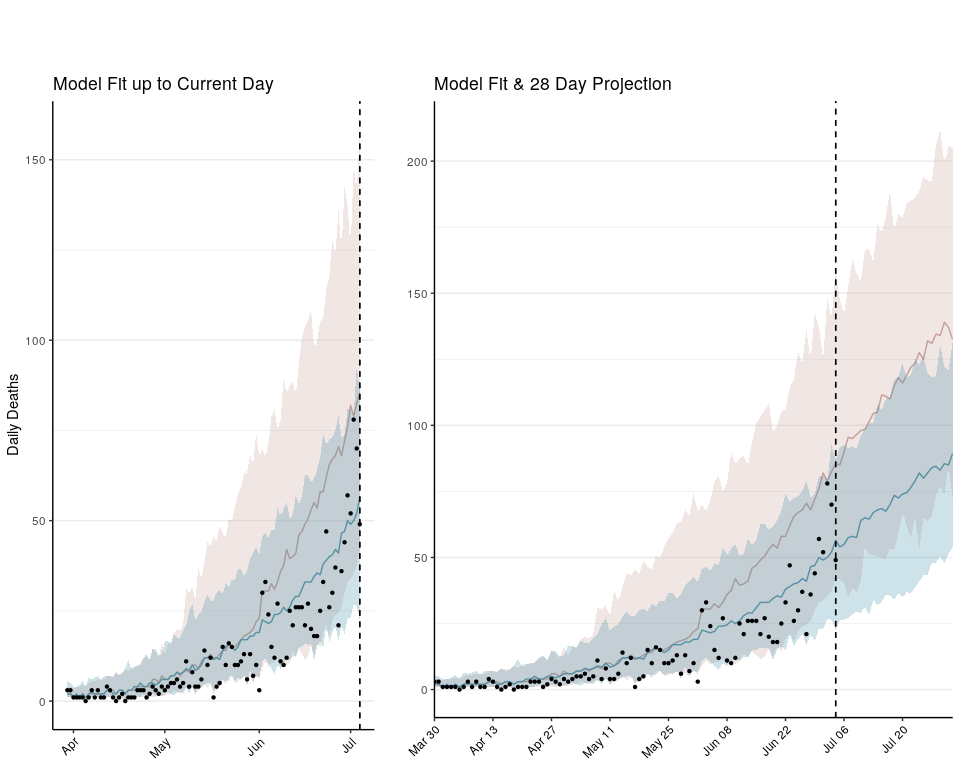 Model Fit up to Current Day
Model Fit & 28 Day Projection
Daily Deaths
150
100
50
0
Apr
May
Jun
Jul
200
150
100
50
0
Mar 30
Apr 13
Apr 27
May 11
May 25
Jun 08
Jun 22
Jul 06
Jul 20